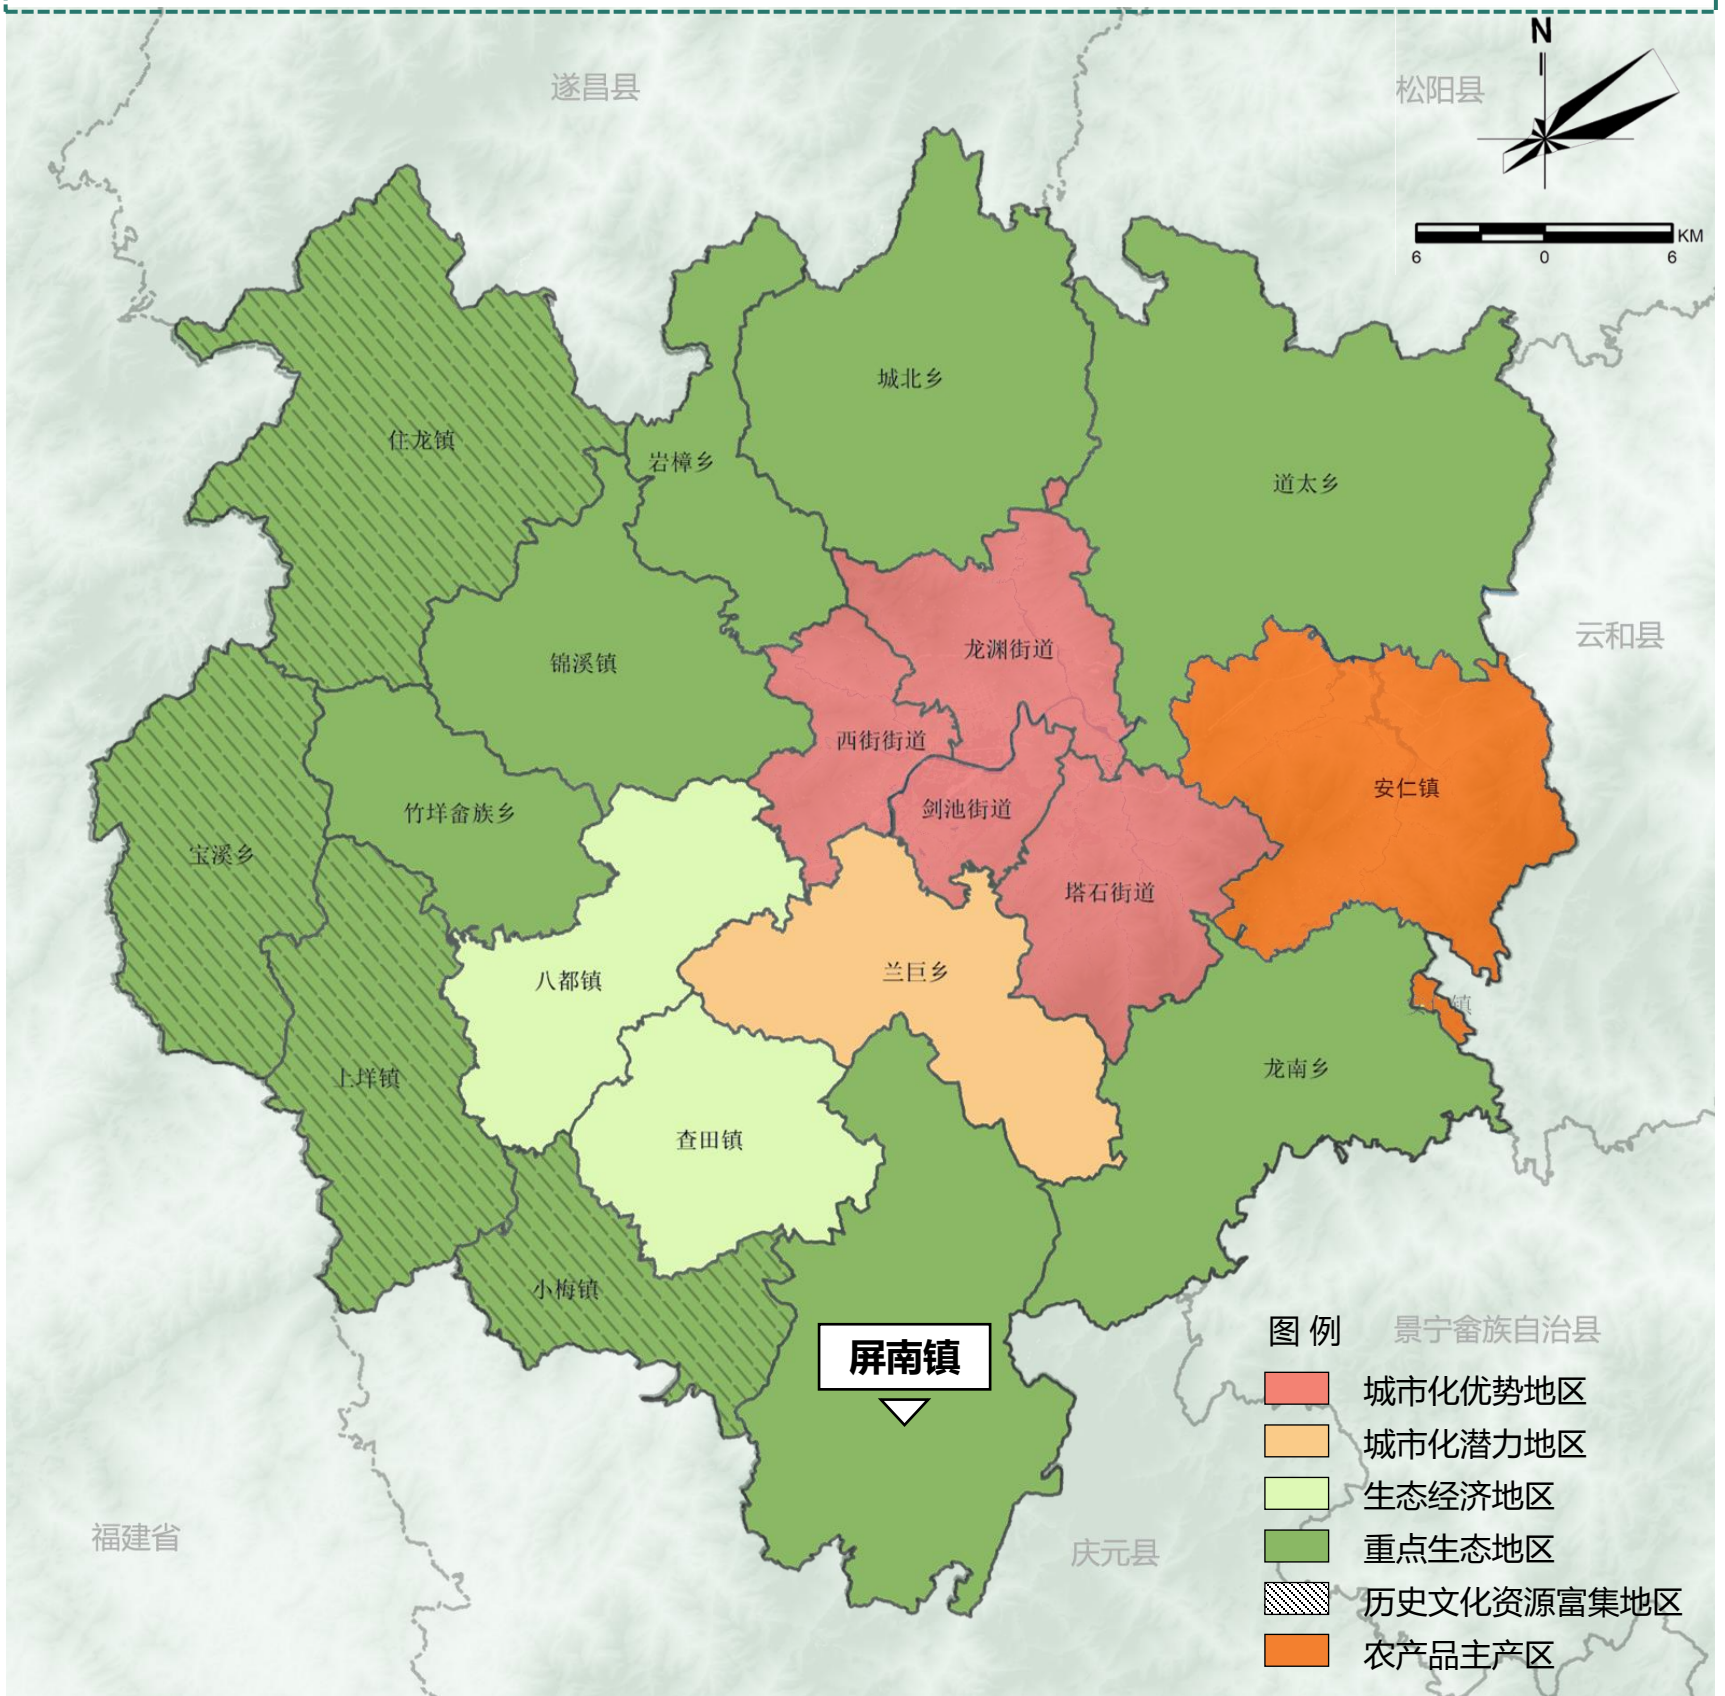 N
遂昌县
松阳县
KM
6 0 6
城北乡
住龙镇
岩樟乡
道太乡
云和县
龙渊街道
锦溪镇
西街街道
安仁镇
剑池街道
竹垟畲族乡
宝溪乡
塔石街道
兰巨乡
八都镇
镇
龙南乡
上垟镇
查田镇
小梅镇
屏南镇
福建省
庆元县
景宁畲族自治县
图 例
城市化优势地区
城市化潜力地区
生态经济地区
重点生态地区
历史文化资源富集地区
农产品主产区